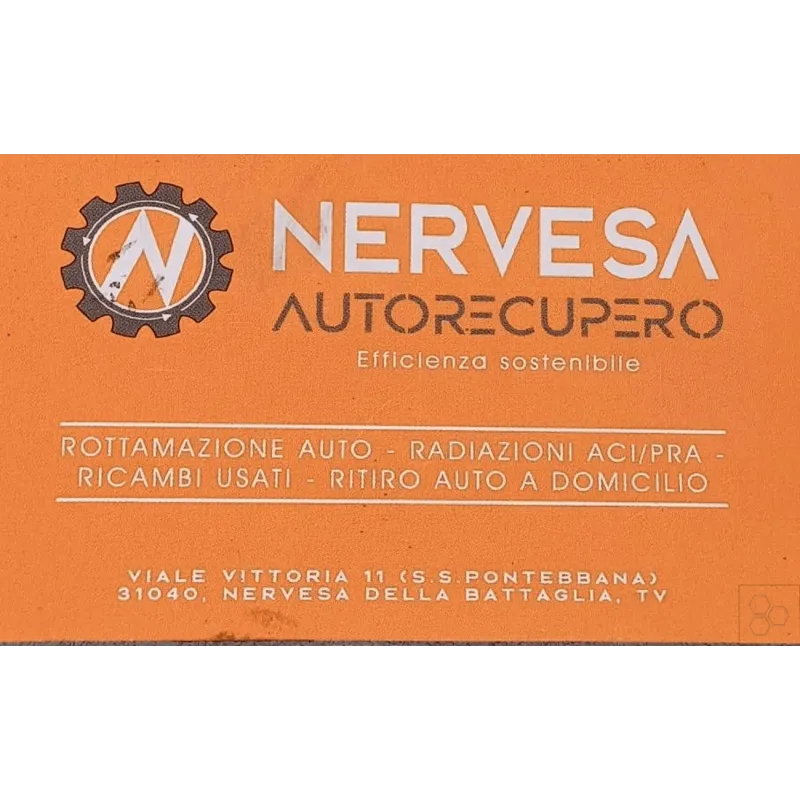 N
NERVESA
AUTORECUPERO
Efficienza sostenibile
ROTTAMAZIONE AUTO - RADIAZIONI ACI/PRA -
RICAMBI USATI - RITIRO AUTO A DOMICILIO
VIALE VITTORIA 11 (S.S.PONTEBBANA)
31040, NERVESA DELLA BATTAGLIA, TV